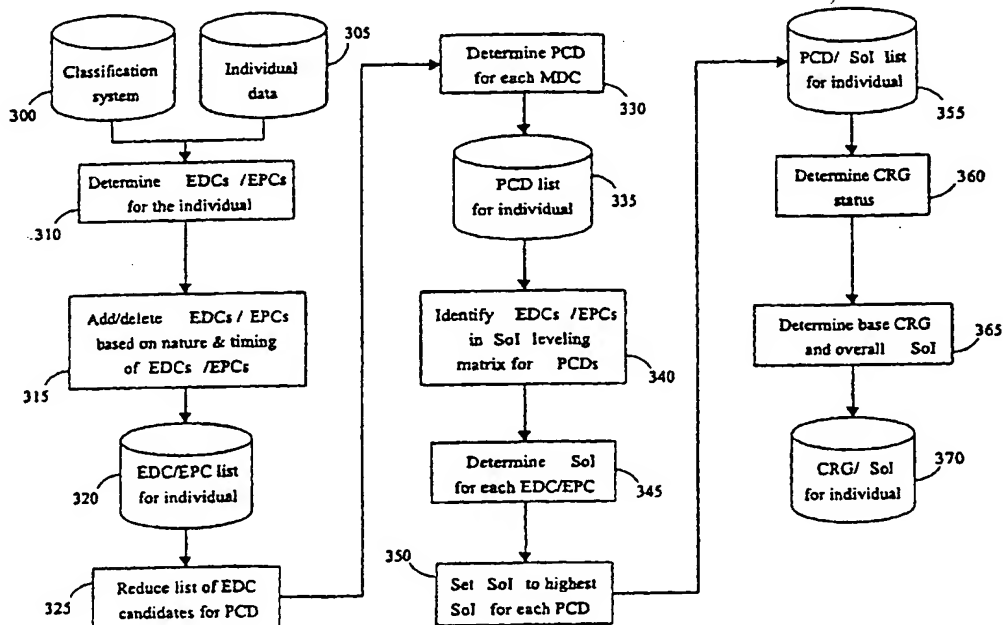 Classification
system
300
Individual
data
305
Determine EDCs /EPCs
for the individual
310
Add/delete EDCs / EPCs
based on nature & timing
of EDCs /EPCs
315
EDC/EPC list
for individual
320
Reduce list of EDC
candidates for PCD
325
Determine PCD
for each MDC
330
PCD list
for individual
335
Identify EDCs /EPCs
in SoI leveling
matrix for PCDs
340
Determine SoI
for each EDC/EPC
345
350
Set SoI to highest
SoI for each PCD
PCD/ SoI list
for individual
355
Determine CRG
status
360
Determine base CRG
and overall SoI
365
CRG/ SoI
for individual
370